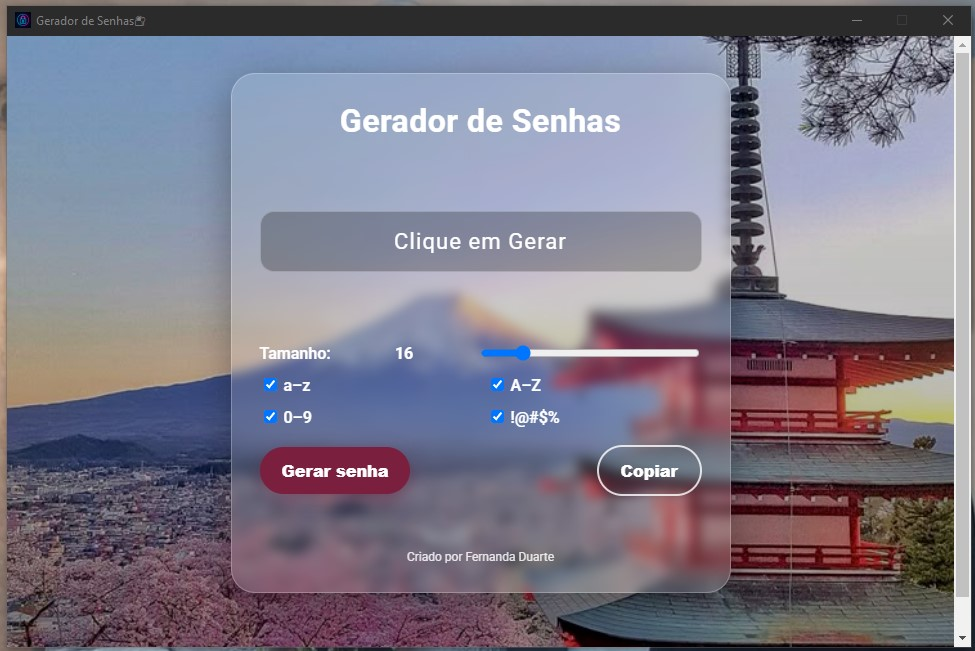 Gerador de Senhas
Gerador de Senhas
Clique em Gerar
Tamanho: 16
a–z A–Z
0–9 !@#$%
Gerar senha Copiar
Criado por Fernanda Duarte